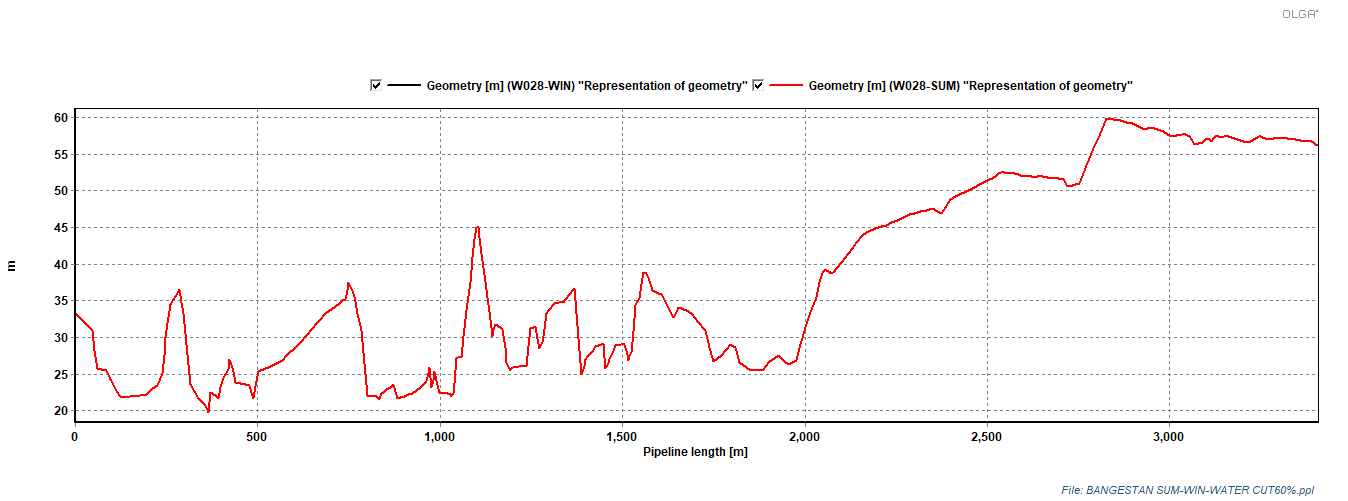 OLGA
Geometry [m] (W028-WIN) "Representation of geometry" Geometry [m] (W028-SUM) "Representation of geometry"
60
55
50
45
40
35
30
25
20
m
0 500 1,000 1,500 2,000 2,500 3,000
Pipeline length [m]
File: BANGESTAN SUM-WIN-WATER CUT60%.ppl